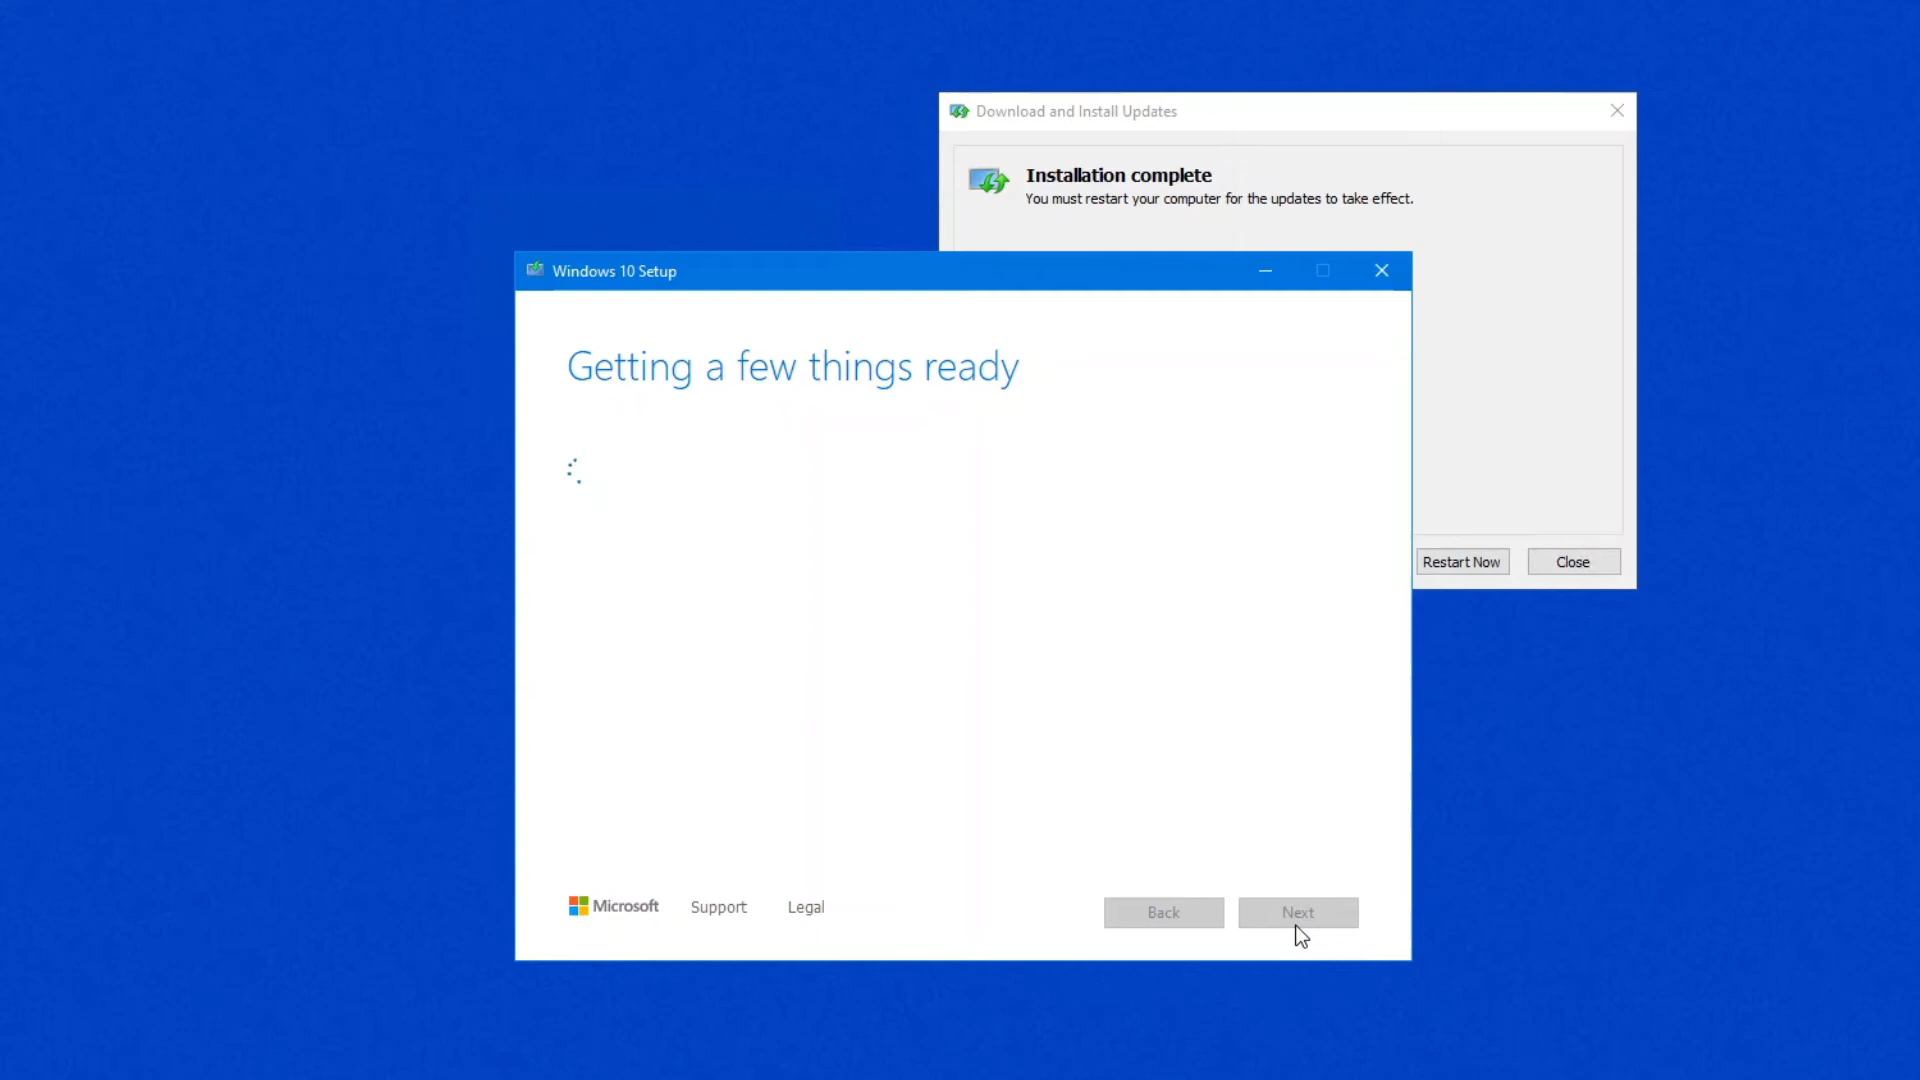 Download and Install Updates
Installation complete
You must restart your computer for the updates to take effect.
Windows 10 Setup
Getting a few things ready
Restart Now
Close
Microsoft
Support
Legal
Back
Next